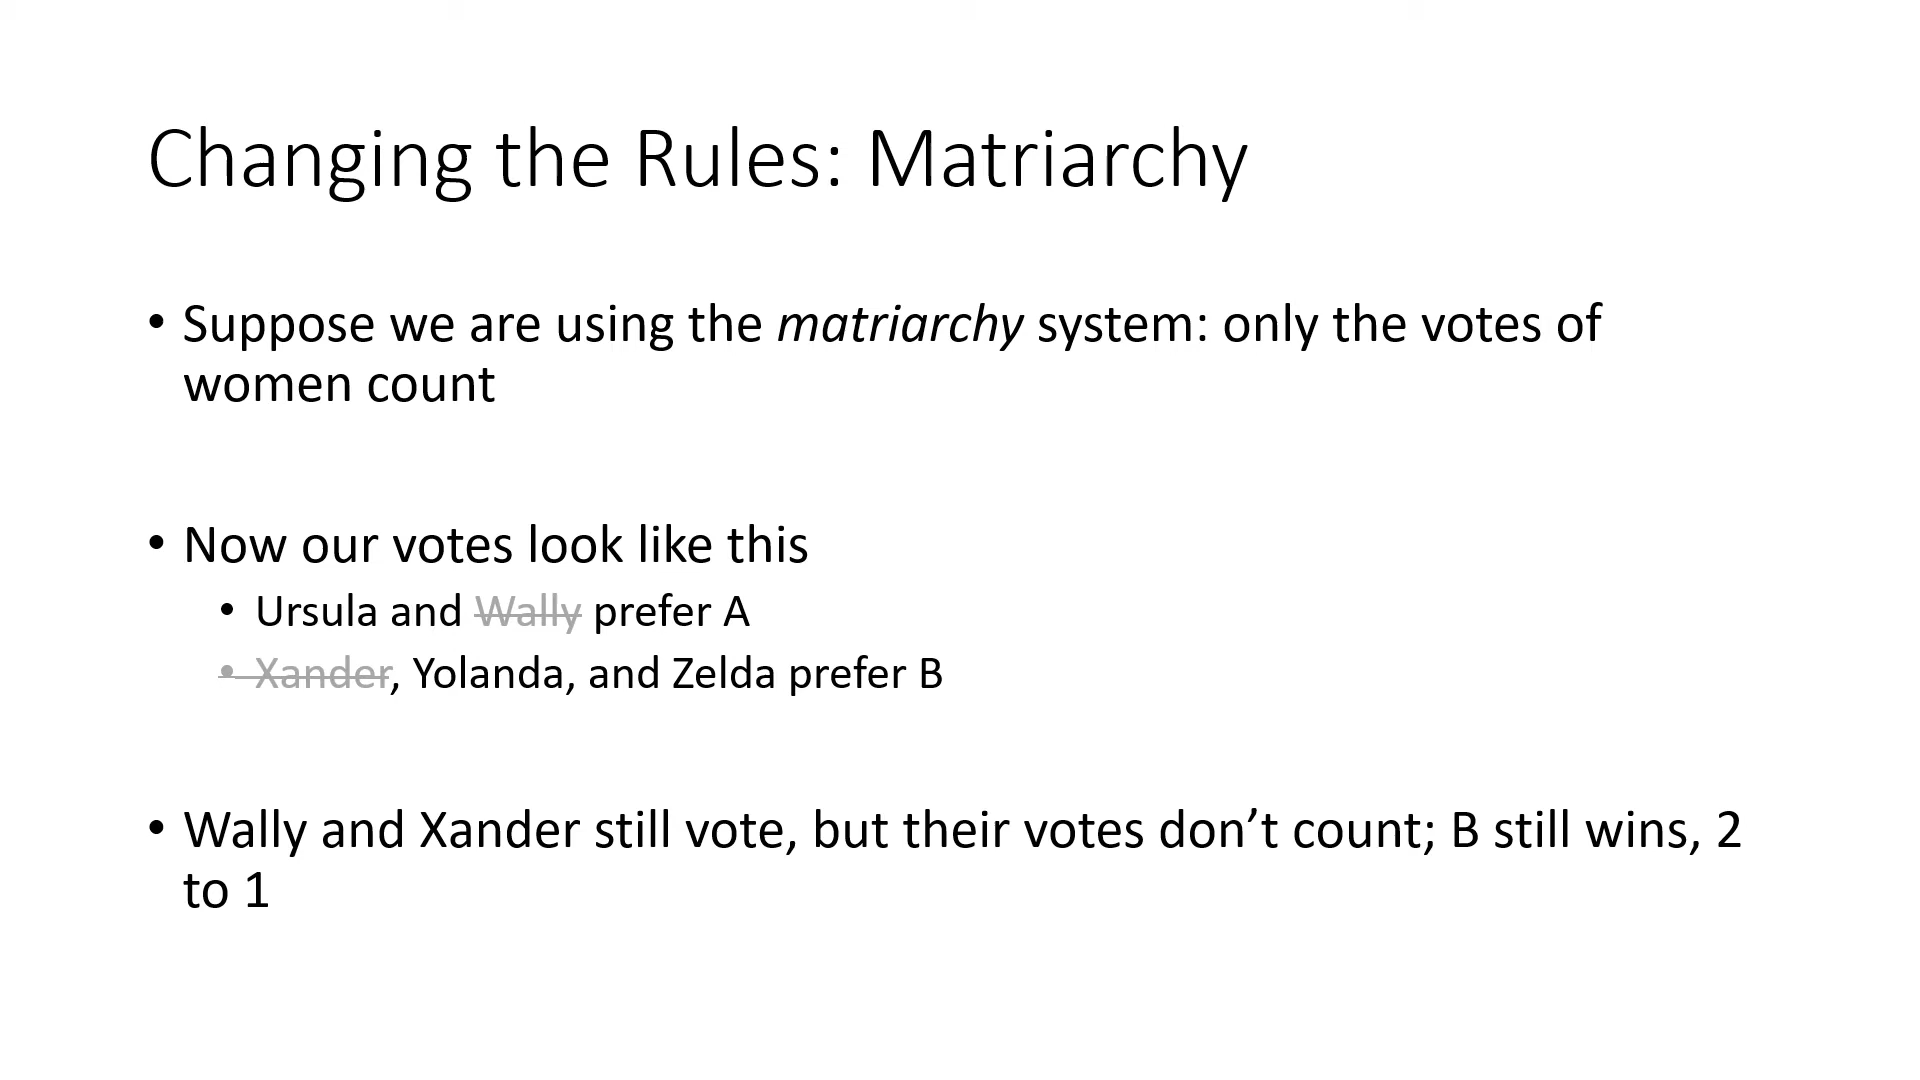 Changing the Rules: Matriarchy
• Suppose we are using the matriarchy system: only the votes of
women count
• Now our votes look like this
• Ursula and Wally prefer A
• Xander, Yolanda, and Zelda prefer B
• Wally and Xander still vote, but their votes don’t count; B still wins, 2
to 1